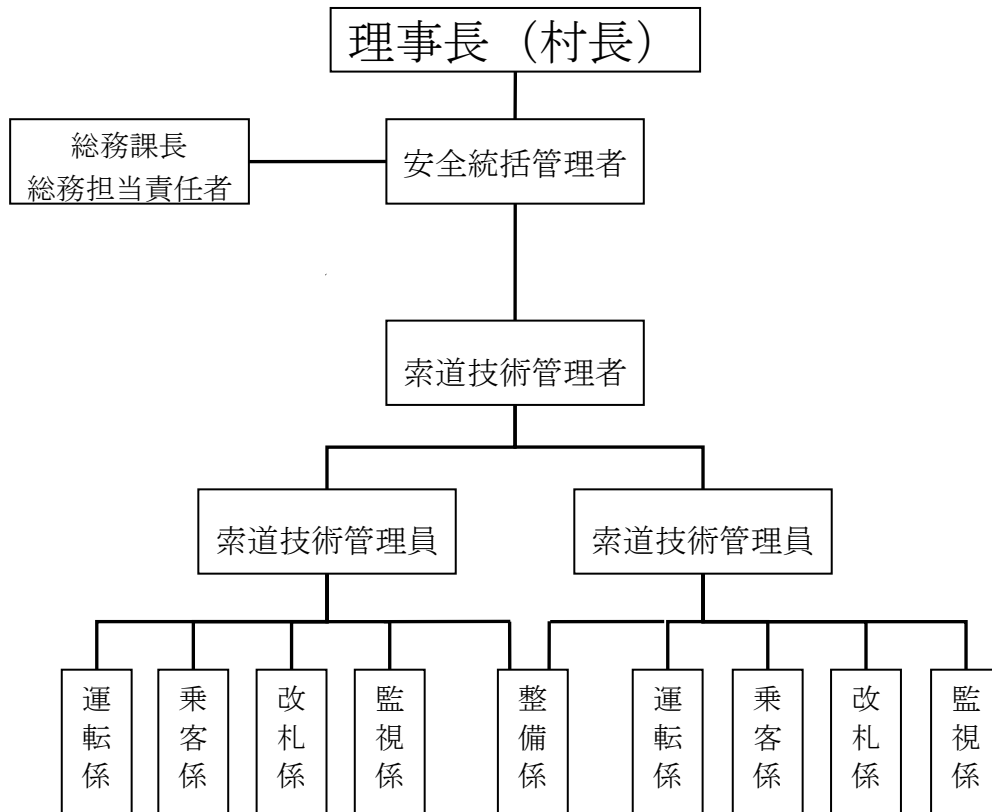 理事長（村長）
総務課長
総務担当責任者
安全統括管理者
索道技術管理者
索道技術管理員
索道技術管理員
運転係
乗客係
改札係
監視係
整備係
運転係
乗客係
改札係
監視係